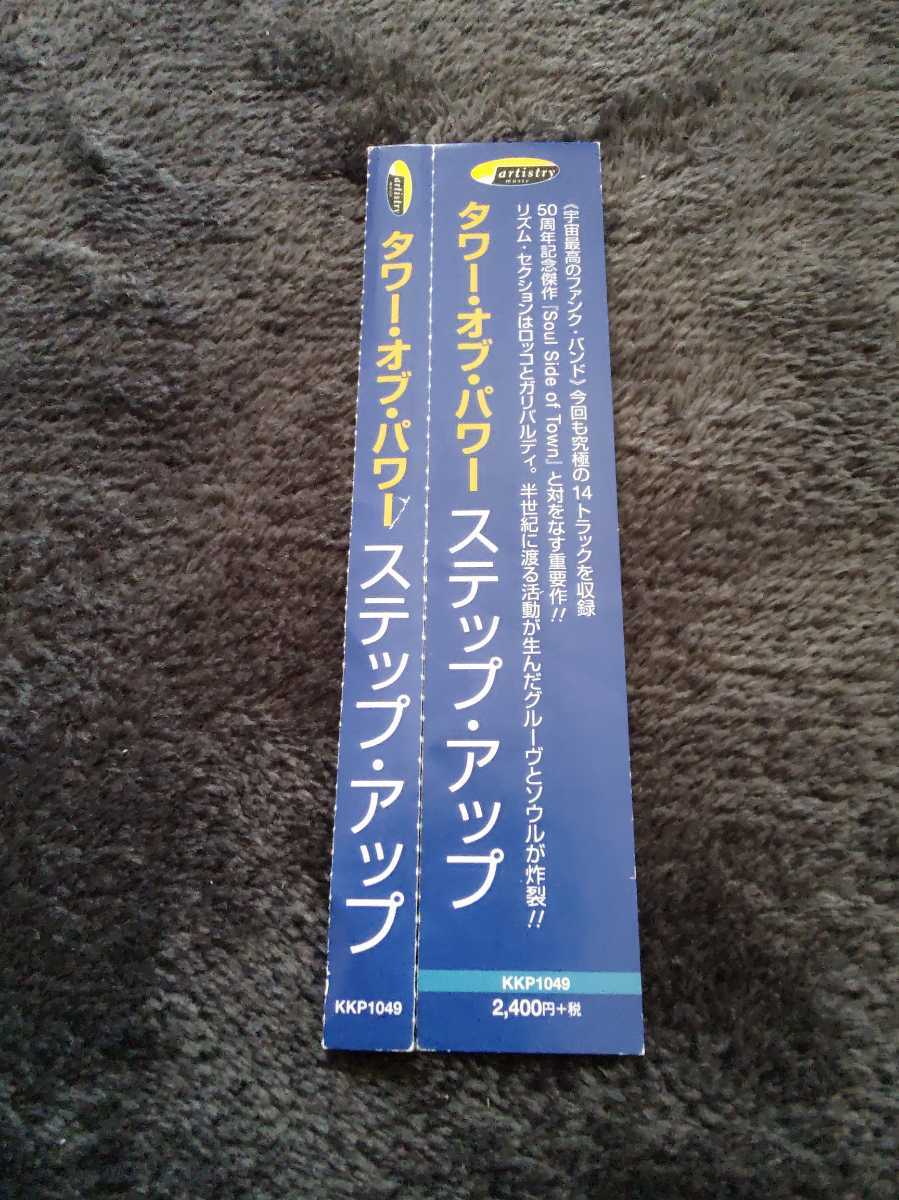 artistry
music
タワー・オブ・パワー
ステップ・アップ
KKP1049
artistry
music
《宇宙最高のファンク・バンド》今回も究極の14トラックを収録
50周年記念傑作『Soul Side of Town』と対をなす重要作!!
リズム・セクションはロッコとガリバルディ。半世紀に渡る活動が生んだグルーヴとソウルが炸裂!!
タワー・オブ・パワー
ステップ・アップ
KKP1049
2,400円+税